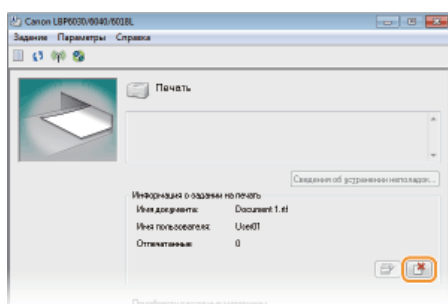 Canon LBP6030/6040/6018L
Задание Параметры Справка
Печать
Сведения об устранении неполадок...
Информация о задании на печать
Имя документа: Document 1.rtf
Имя пользователя: User01
Отпечатанные: 0